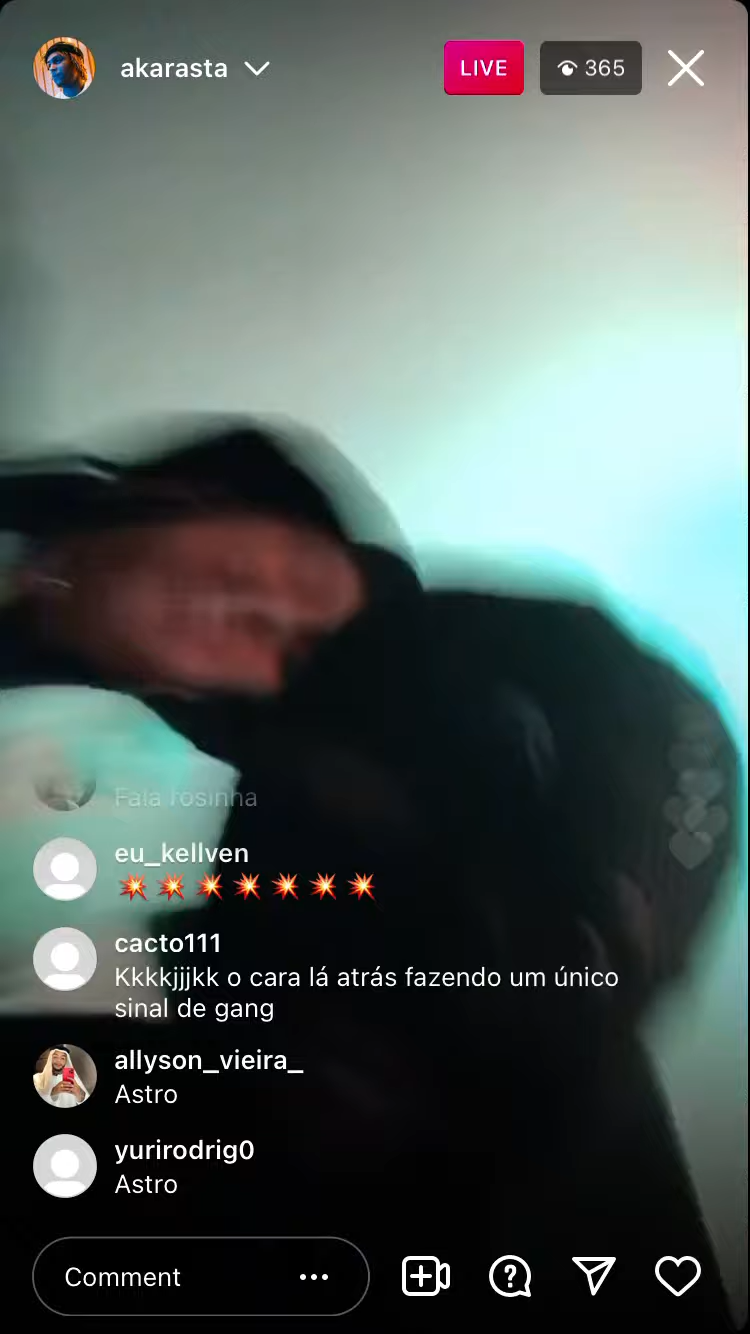 akarasta
LIVE
365
Fala rosinha
eu_kellven
💥💥💥💥💥💥💥
cacto111
Kkkkjjjkk o cara lá atrás fazendo um único
sinal de gang
allyson_vieira_
Astro
yurirodrig0
Astro
Comment